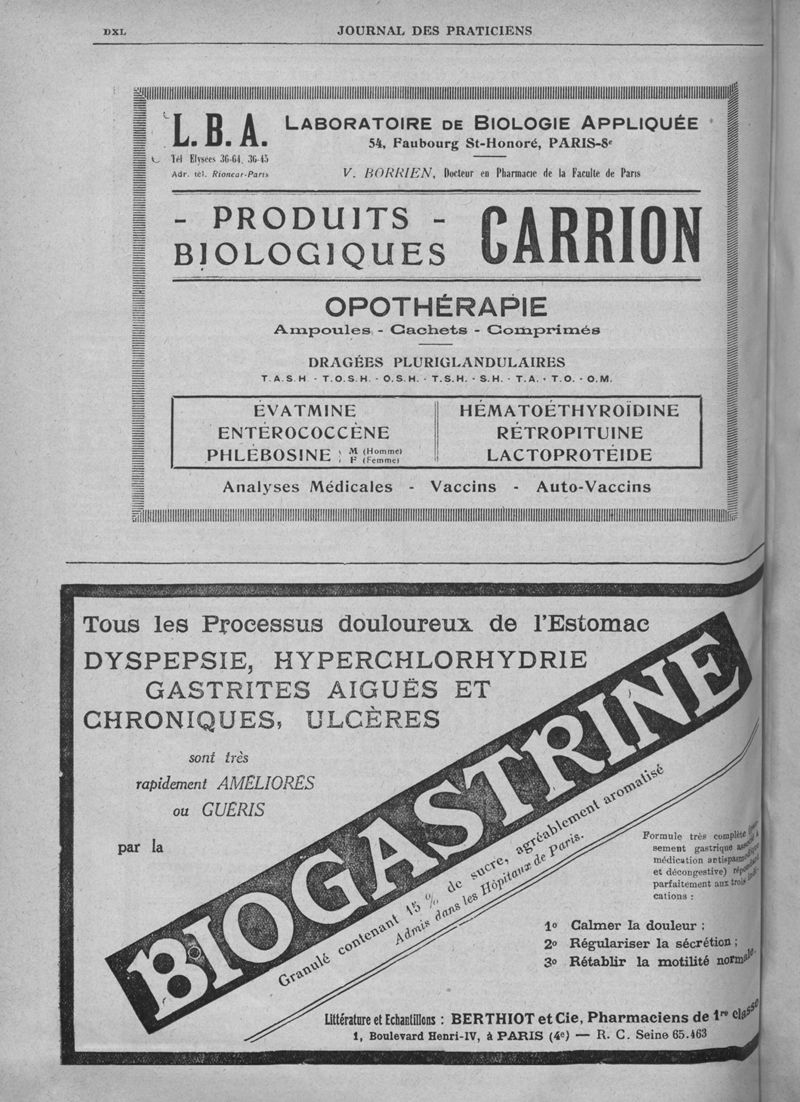 DXL
JOURNAL DES PRATICIENS
L. B. A.
LABORATOIRE DE BIOLOGIE APPLIQUÉE
54, Faubourg St-Honoré, PARIS-8e
Tél Elysées 36-64, 36-45
Adr. tél. Rioncar-Paris
V. BORRIEN, Docteur en Pharmacie de la Faculté de Paris
- PRODUITS -
BIOLOGIQUES
CARRION
OPOTHÉRAPIE
Ampoules - Cachets - Comprimés
DRAGÉES PLURIGLANDULAIRES
T.A.S.H - T.O.S.H. - O.S.H. - T.S.H. - S.H. - T.A. - T.O. - O.M.
ÉVATMINE
ENTÉROCOCCÈNE
PHLÉBOSINE M (Homme)
F (Femme)
HÉMATOÉTHYROÏDINE
RÉTROPITUINE
LACTOPROTÉIDE
Analyses Médicales - Vaccins - Auto-Vaccins
Tous les Processus douloureux de l'Estomac
DYSPEPSIE, HYPERCHLORHYDRIE
GASTRITES AIGUËS ET
CHRONIQUES, ULCÈRES
sont très
rapidement AMÉLIORÉS
ou GUÉRIS
par la
BIOGASTRINE
Granulé contenant 15 % de sucre, agréablement aromatisé
Admis dans les Hôpitaux de Paris.
Formule très complète
sement gastrique
médication
et décongestive)
parfaitement aux trois
cations :
1o Calmer la douleur ;
2o Régulariser la sécrétion ;
3o Rétablir la motilité normale.
Littérature et Echantillons : BERTHIOT et Cie, Pharmaciens de 1re classe
1, Boulevard Henri-IV, à PARIS (4e) — R. C. Seine 65.463